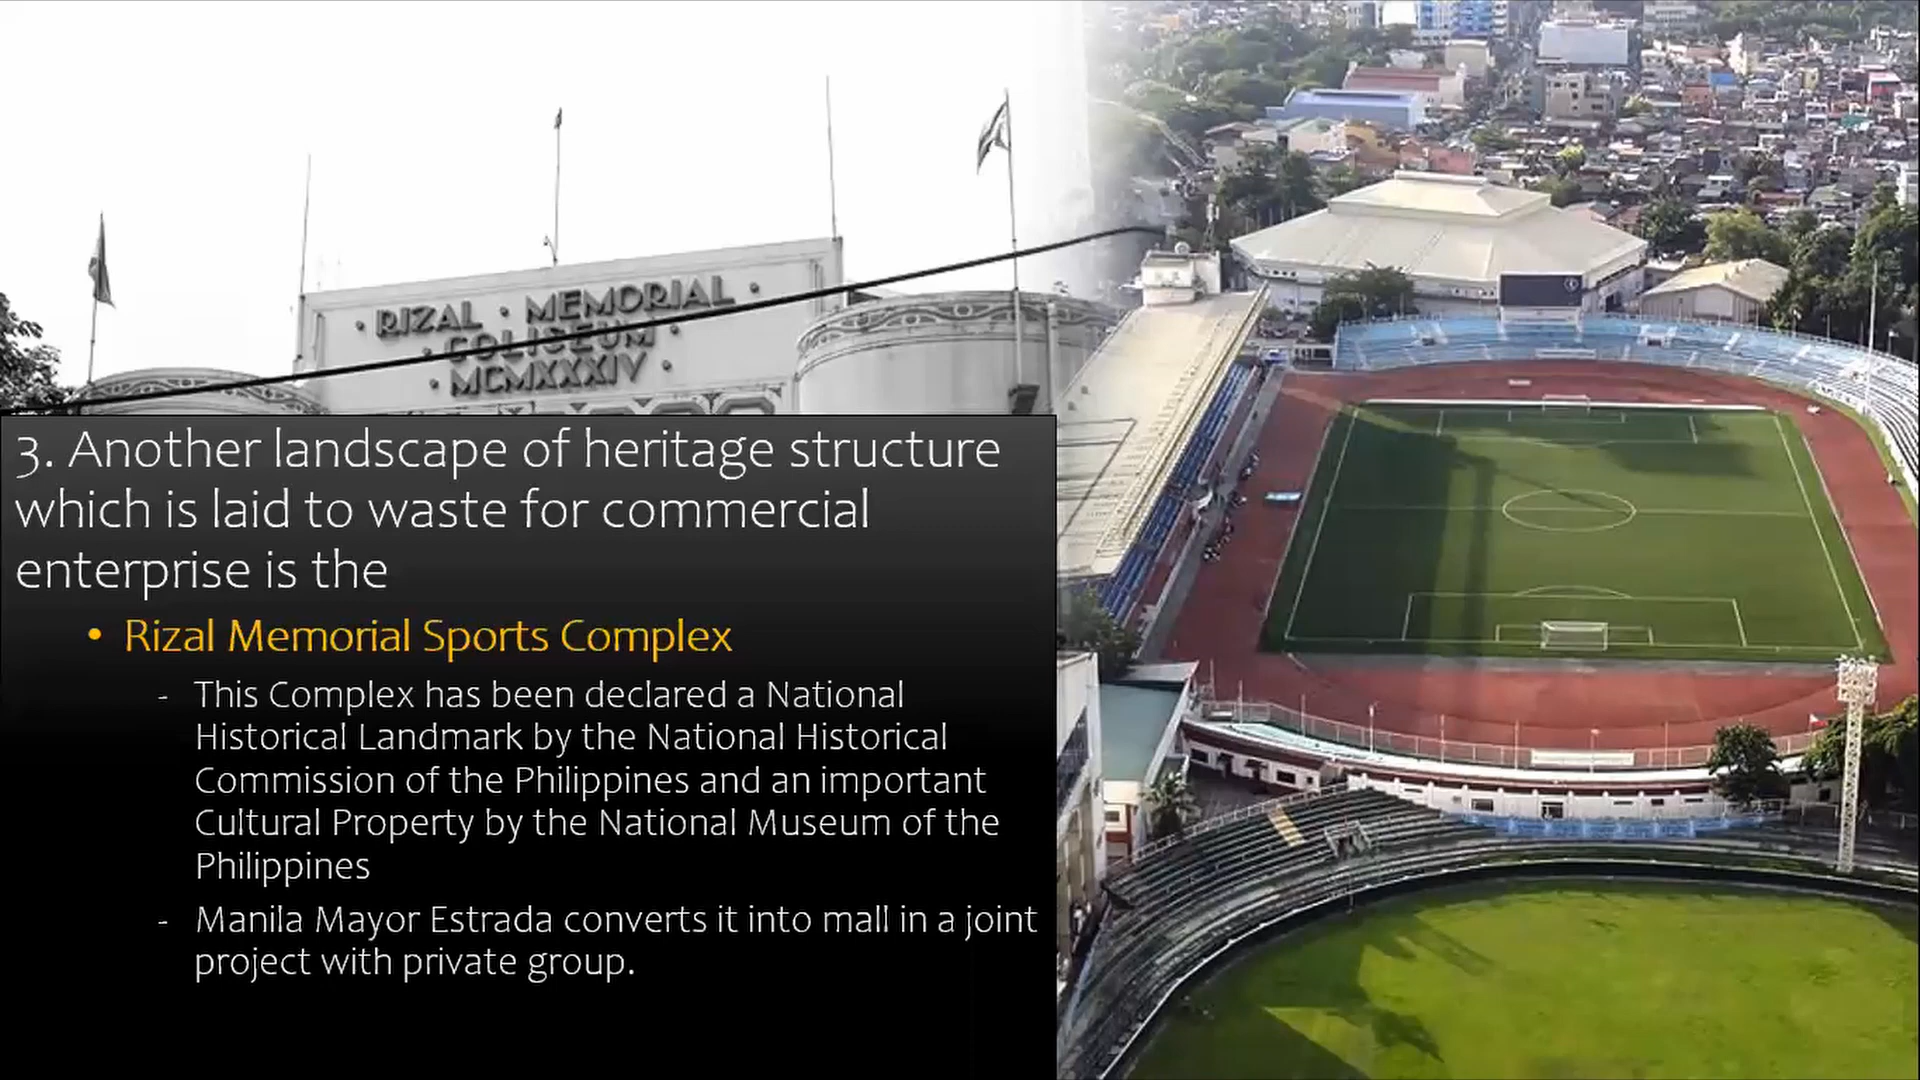 RIZAL · MEMORIAL ·
· COLISEUM ·
· MCMXXXIV ·
3. Another landscape of heritage structure
which is laid to waste for commercial
enterprise is the
• Rizal Memorial Sports Complex
- This Complex has been declared a National
Historical Landmark by the National Historical
Commission of the Philippines and an important
Cultural Property by the National Museum of the
Philippines
- Manila Mayor Estrada converts it into mall in a joint
project with private group.